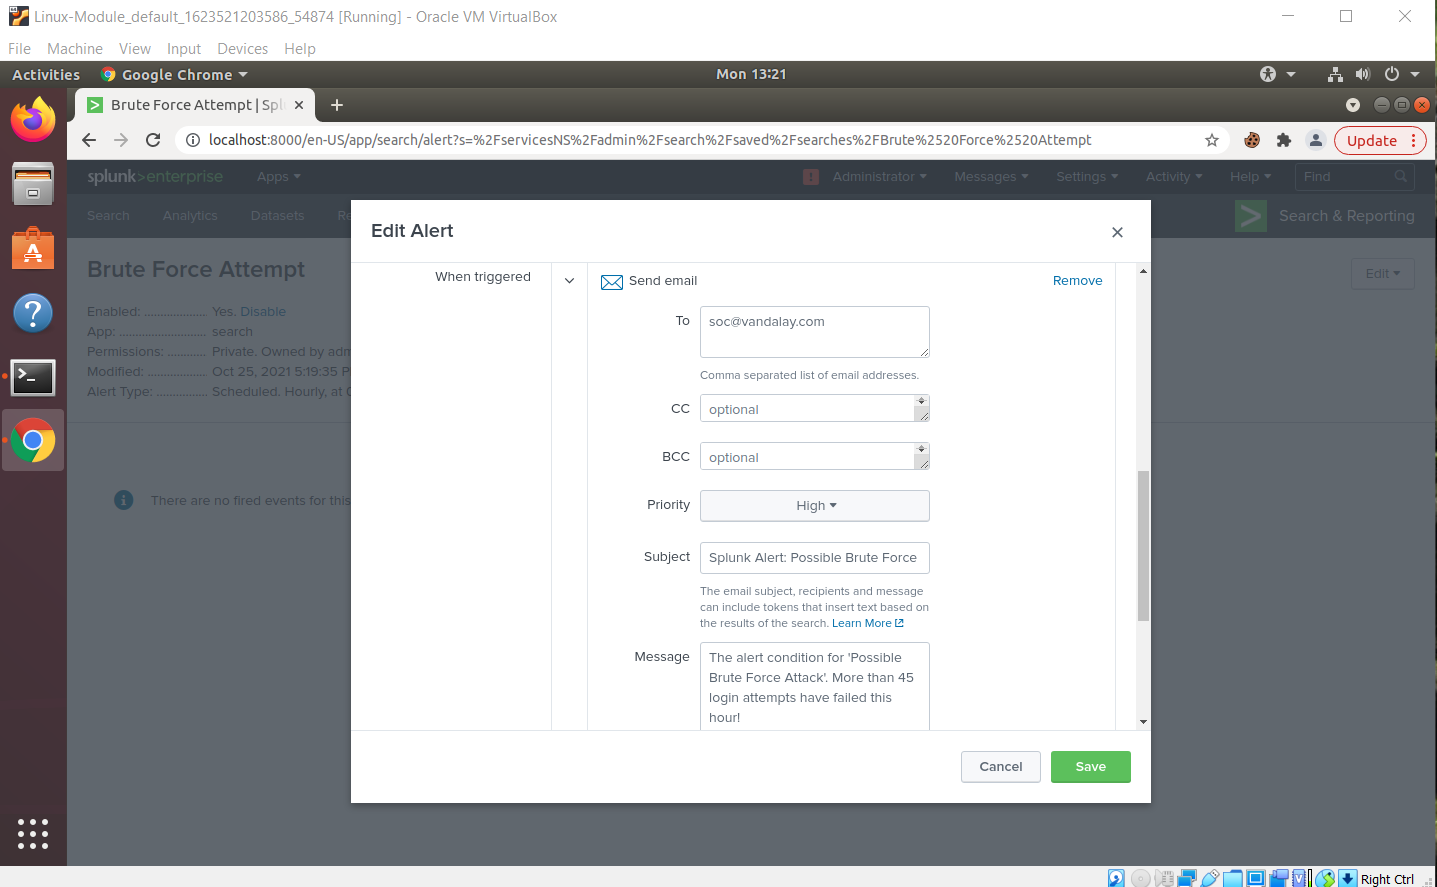 Linux-Module_default_1623521203586_54874 [Running] - Oracle VM VirtualBox
File Machine View Input Devices Help
Activities Google Chrome Mon 13:21
Brute Force Attempt | Spl
localhost:8000/en-US/app/search/alert?s=%2FservicesNS%2Fadmin%2Fsearch%2Fsaved%2Fsearches%2FBrute%2520Force%2520Attempt Update
splunk>enterprise Apps Administrator Messages Settings Activity Help Find
Search Analytics Datasets Re Search & Reporting
Brute Force Attempt Edit
Enabled: .................. Yes. Disable
App: ........................... search
Permissions: ............ Private. Owned by adm
Modified: .................. Oct 25, 2021 5:19:35 P
Alert Type: ................ Scheduled. Hourly, at
There are no fired events for this
Edit Alert
When triggered
Send email Remove
To soc@vandalay.com
Comma separated list of email addresses.
CC optional
BCC optional
Priority High
Subject Splunk Alert: Possible Brute Force
The email subject, recipients and message
can include tokens that insert text based on
the results of the search. Learn More
Message The alert condition for 'Possible
Brute Force Attack'. More than 45
login attempts have failed this
hour!
Cancel Save
Right Ctrl